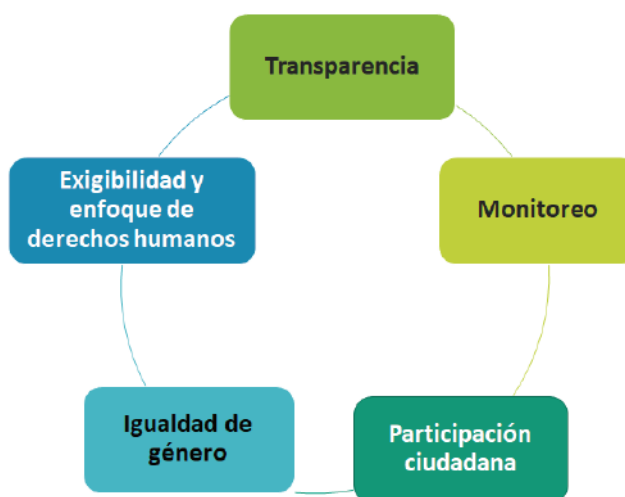 Transparencia
Monitoreo
Participación
ciudadana
Igualdad de
género
Exigibilidad y
enfoque de
derechos humanos